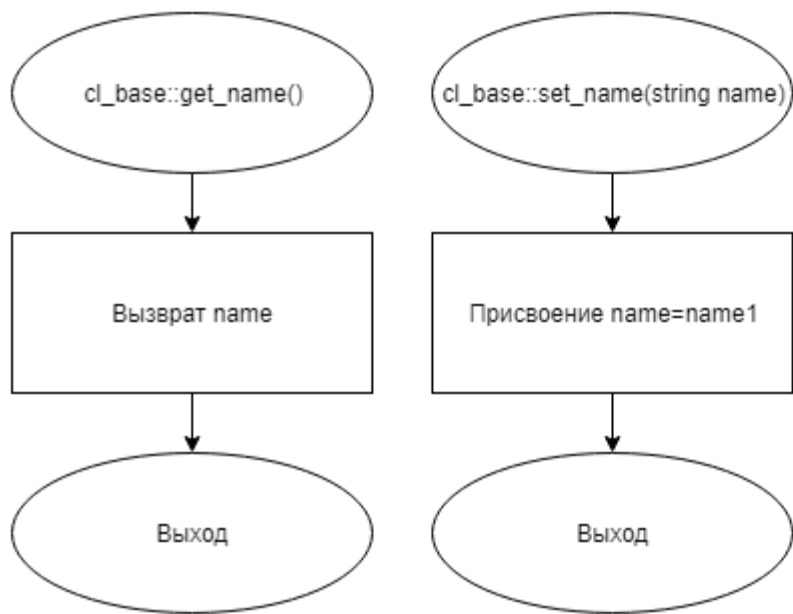 cl_base::get_name()
cl_base::set_name(string name)
Вызврат name
Присвоение name=name1
Выход
Выход